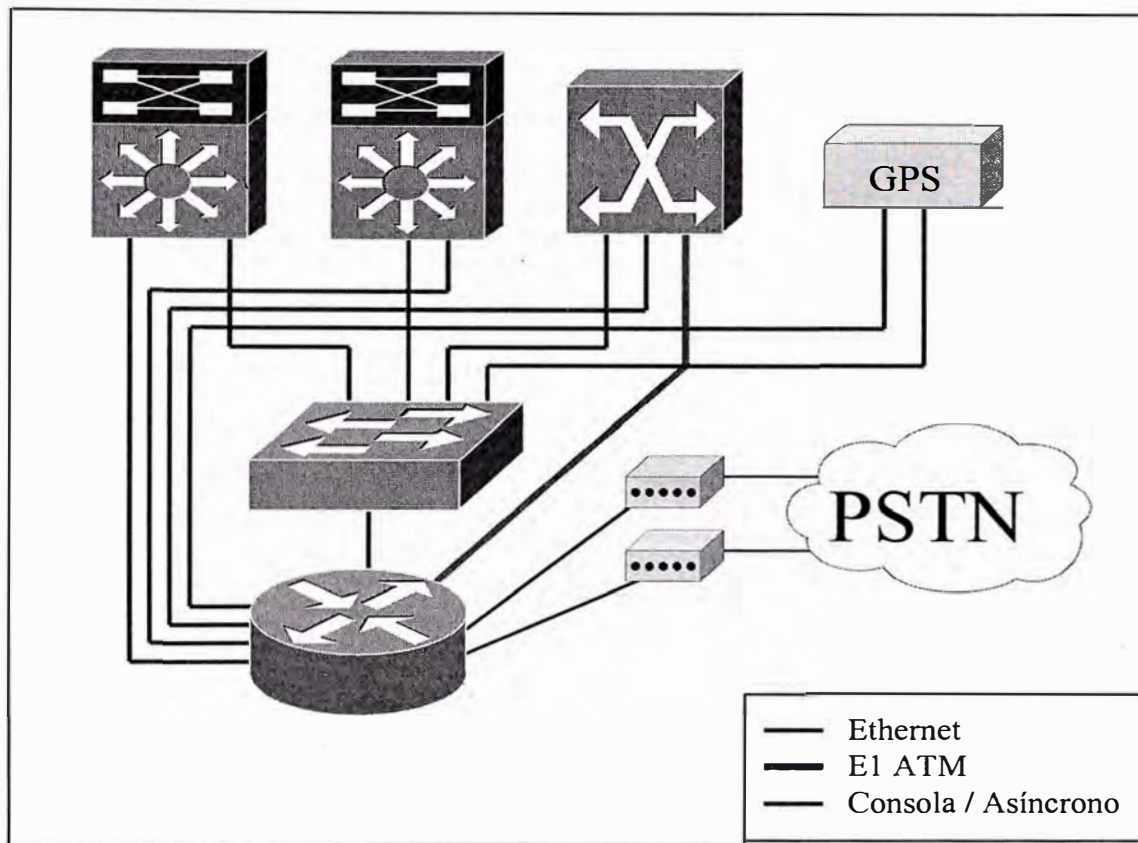 GPS
PSTN
Ethernet
E1 ATM
Consola / Asíncrono